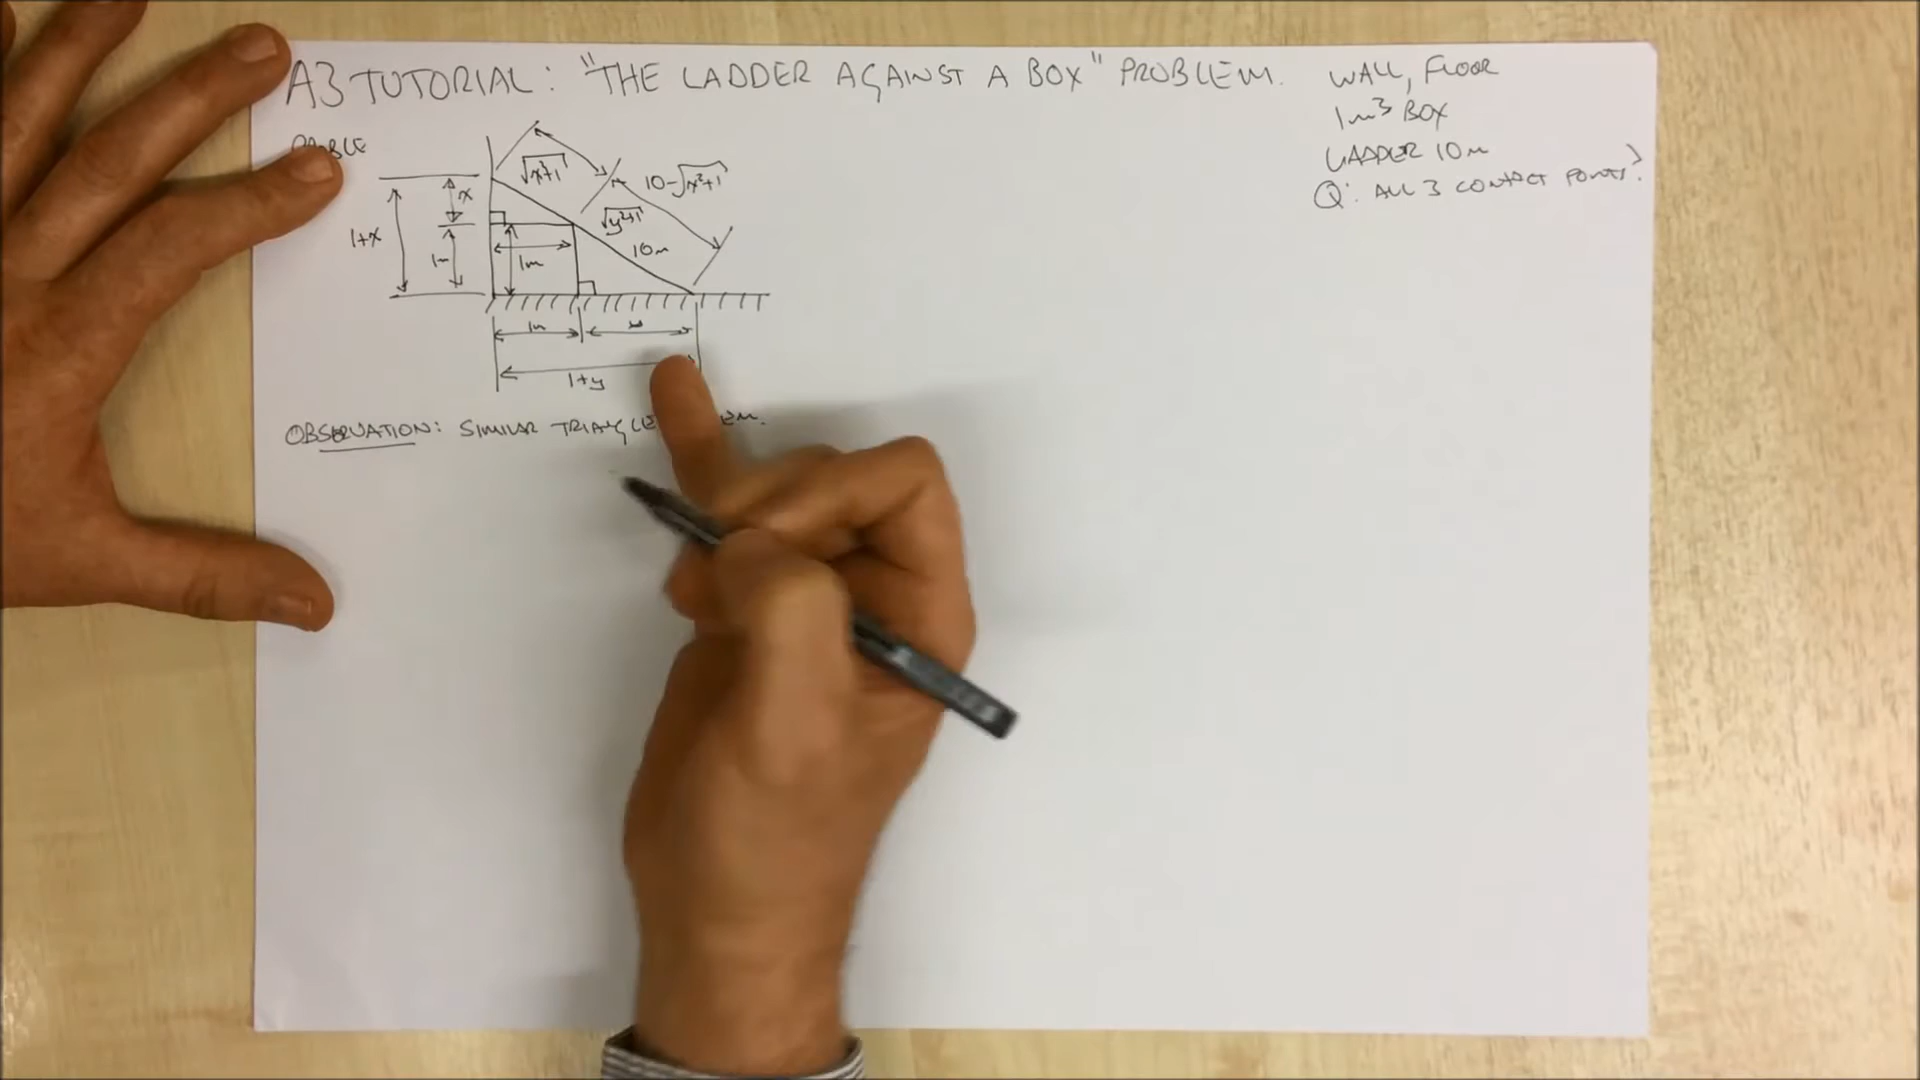 A3 TUTORIAL: "THE LADDER AGAINST A BOX" PROBLEM.
WALL, FLOOR
1m³ BOX
LADDER 10m
Q: ALL 3 CONTACT POINTS?
√x²+1
10-√x²+1
x
√y²+1
1+x
1m
1m
10m
1m
1+y
OBSERVATION: SIMILAR